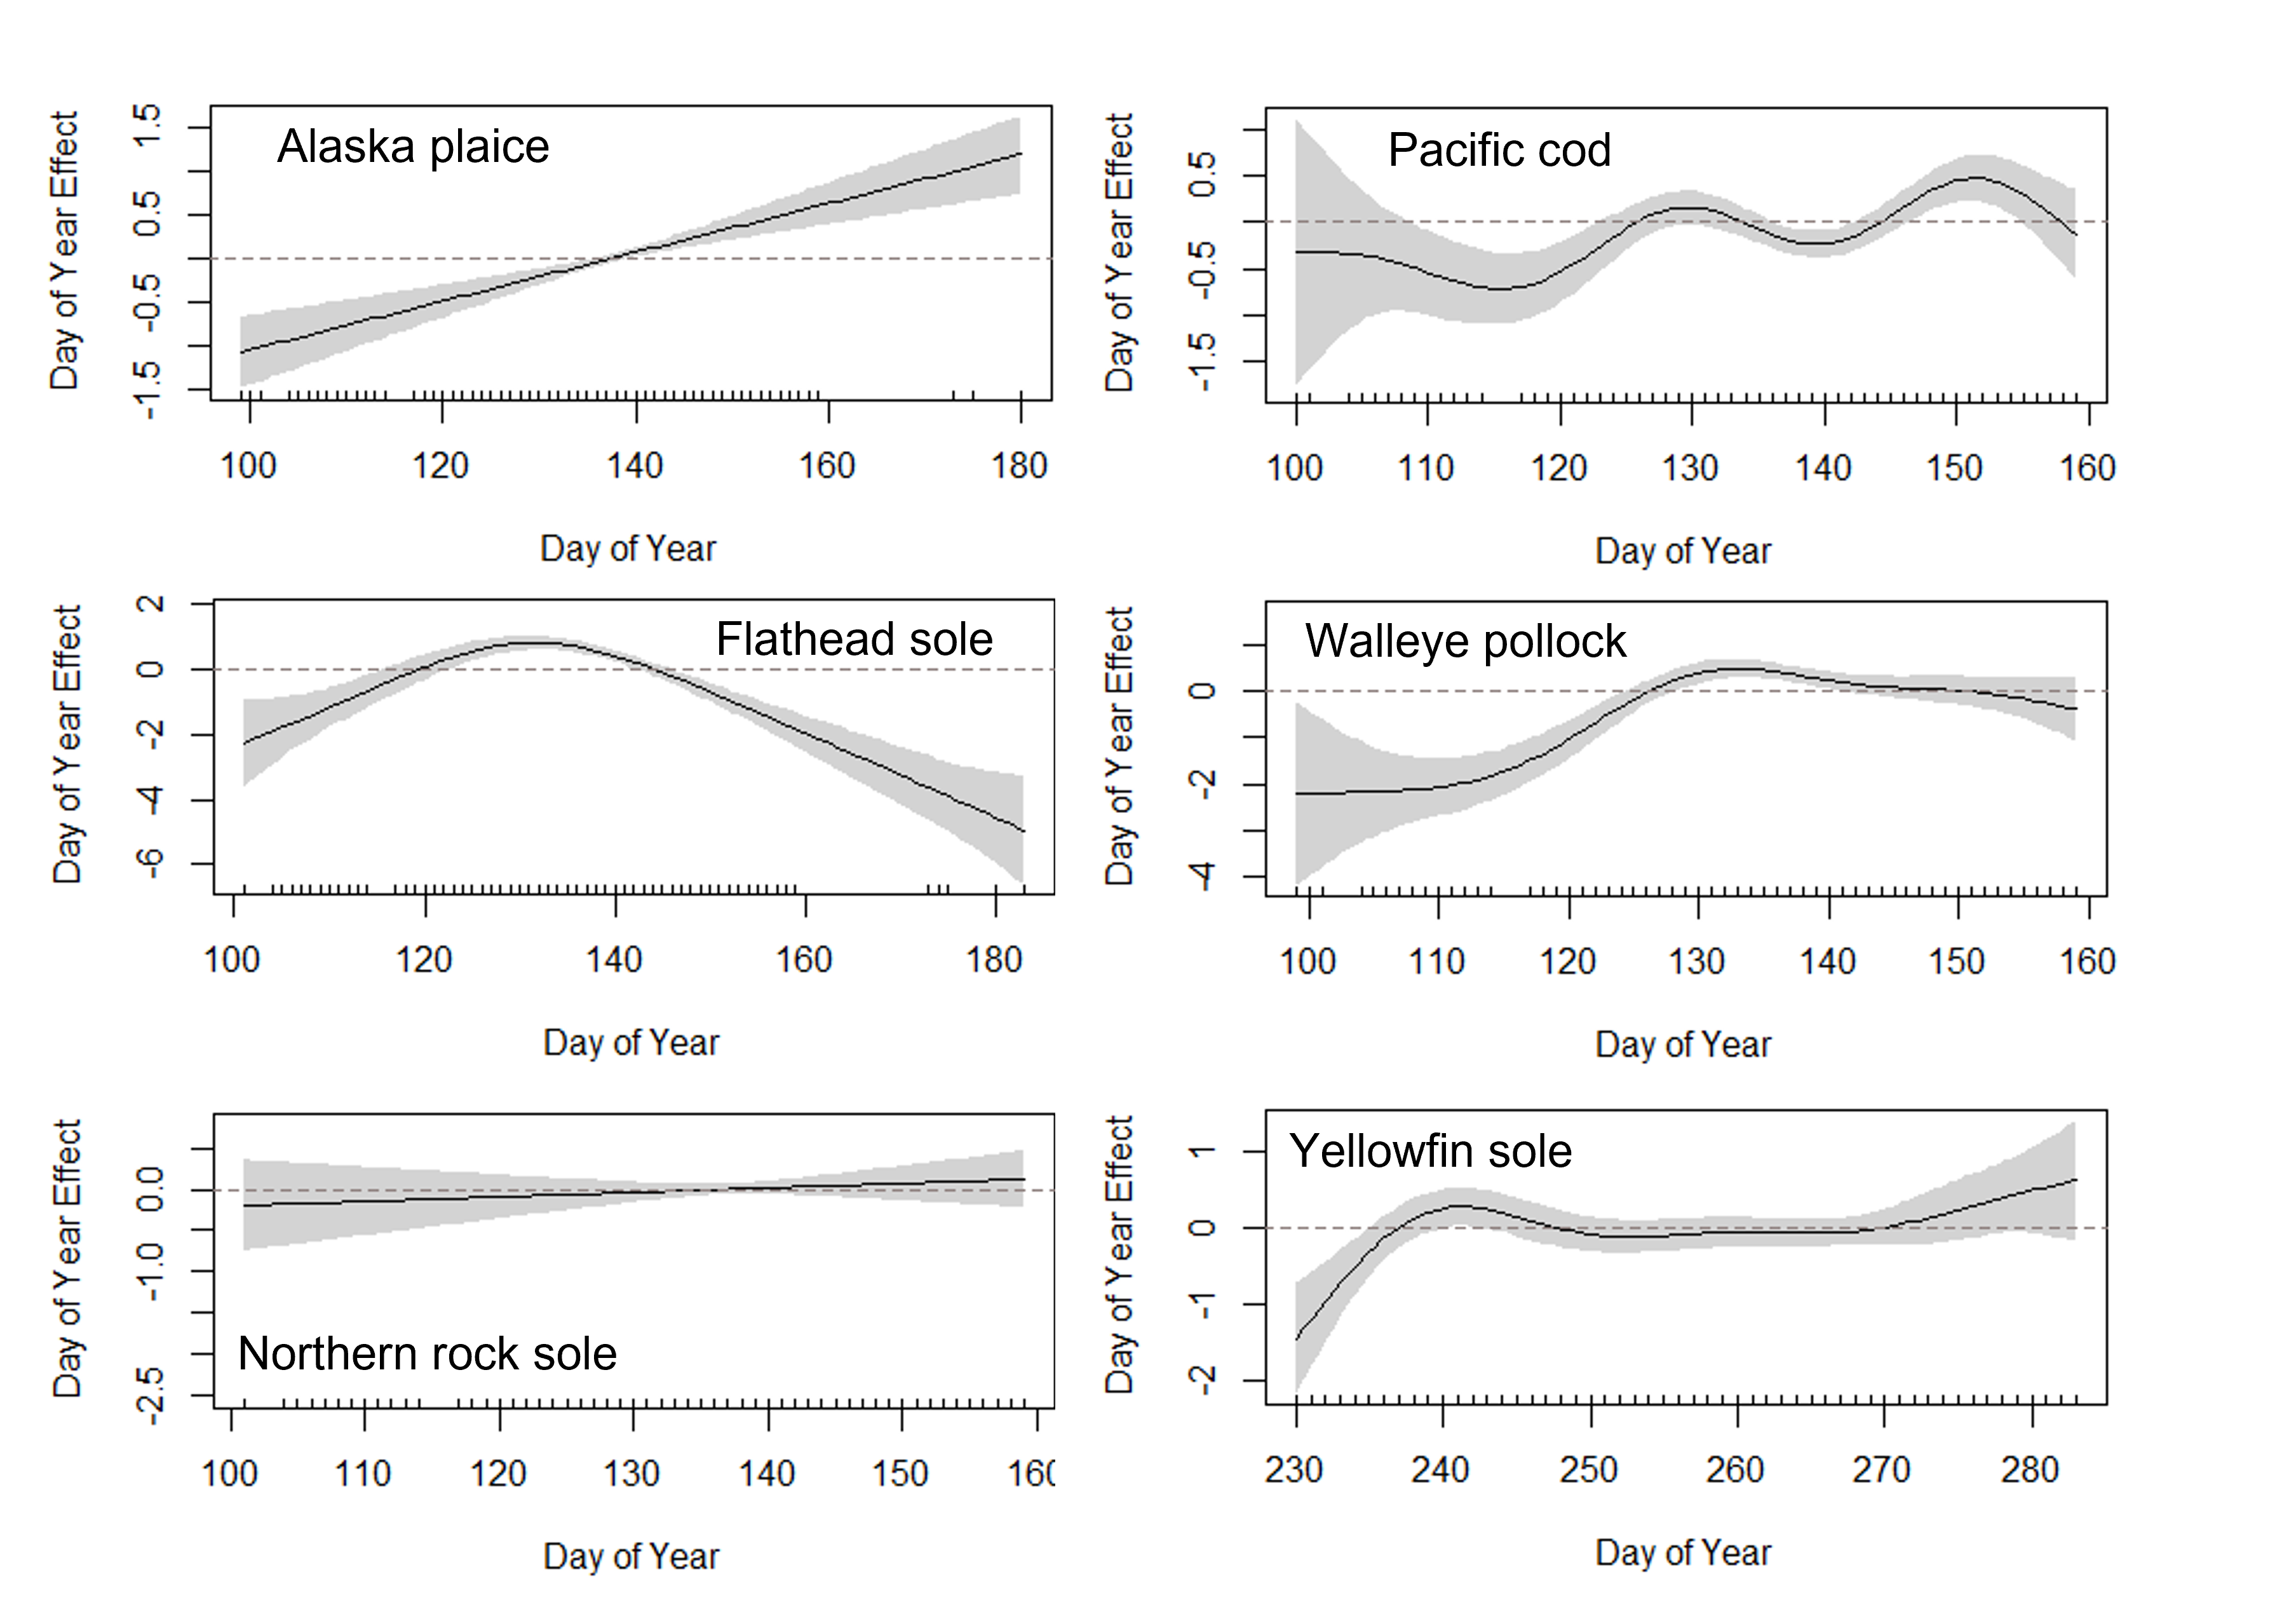 Alaska plaice
Day of Year Effect
1.5
0.5
-0.5
-1.5
100 120 140 160 180
Day of Year
Pacific cod
Day of Year Effect
0.5
-0.5
-1.5
100 110 120 130 140 150 160
Day of Year
Flathead sole
Day of Year Effect
2
0
-2
-4
-6
100 120 140 160 180
Day of Year
Walleye pollock
Day of Year Effect
0
-2
-4
100 110 120 130 140 150 160
Day of Year
Northern rock sole
Day of Year Effect
0.0
-1.0
-2.5
100 110 120 130 140 150 160
Day of Year
Yellowfin sole
Day of Year Effect
1
0
-1
-2
230 240 250 260 270 280
Day of Year